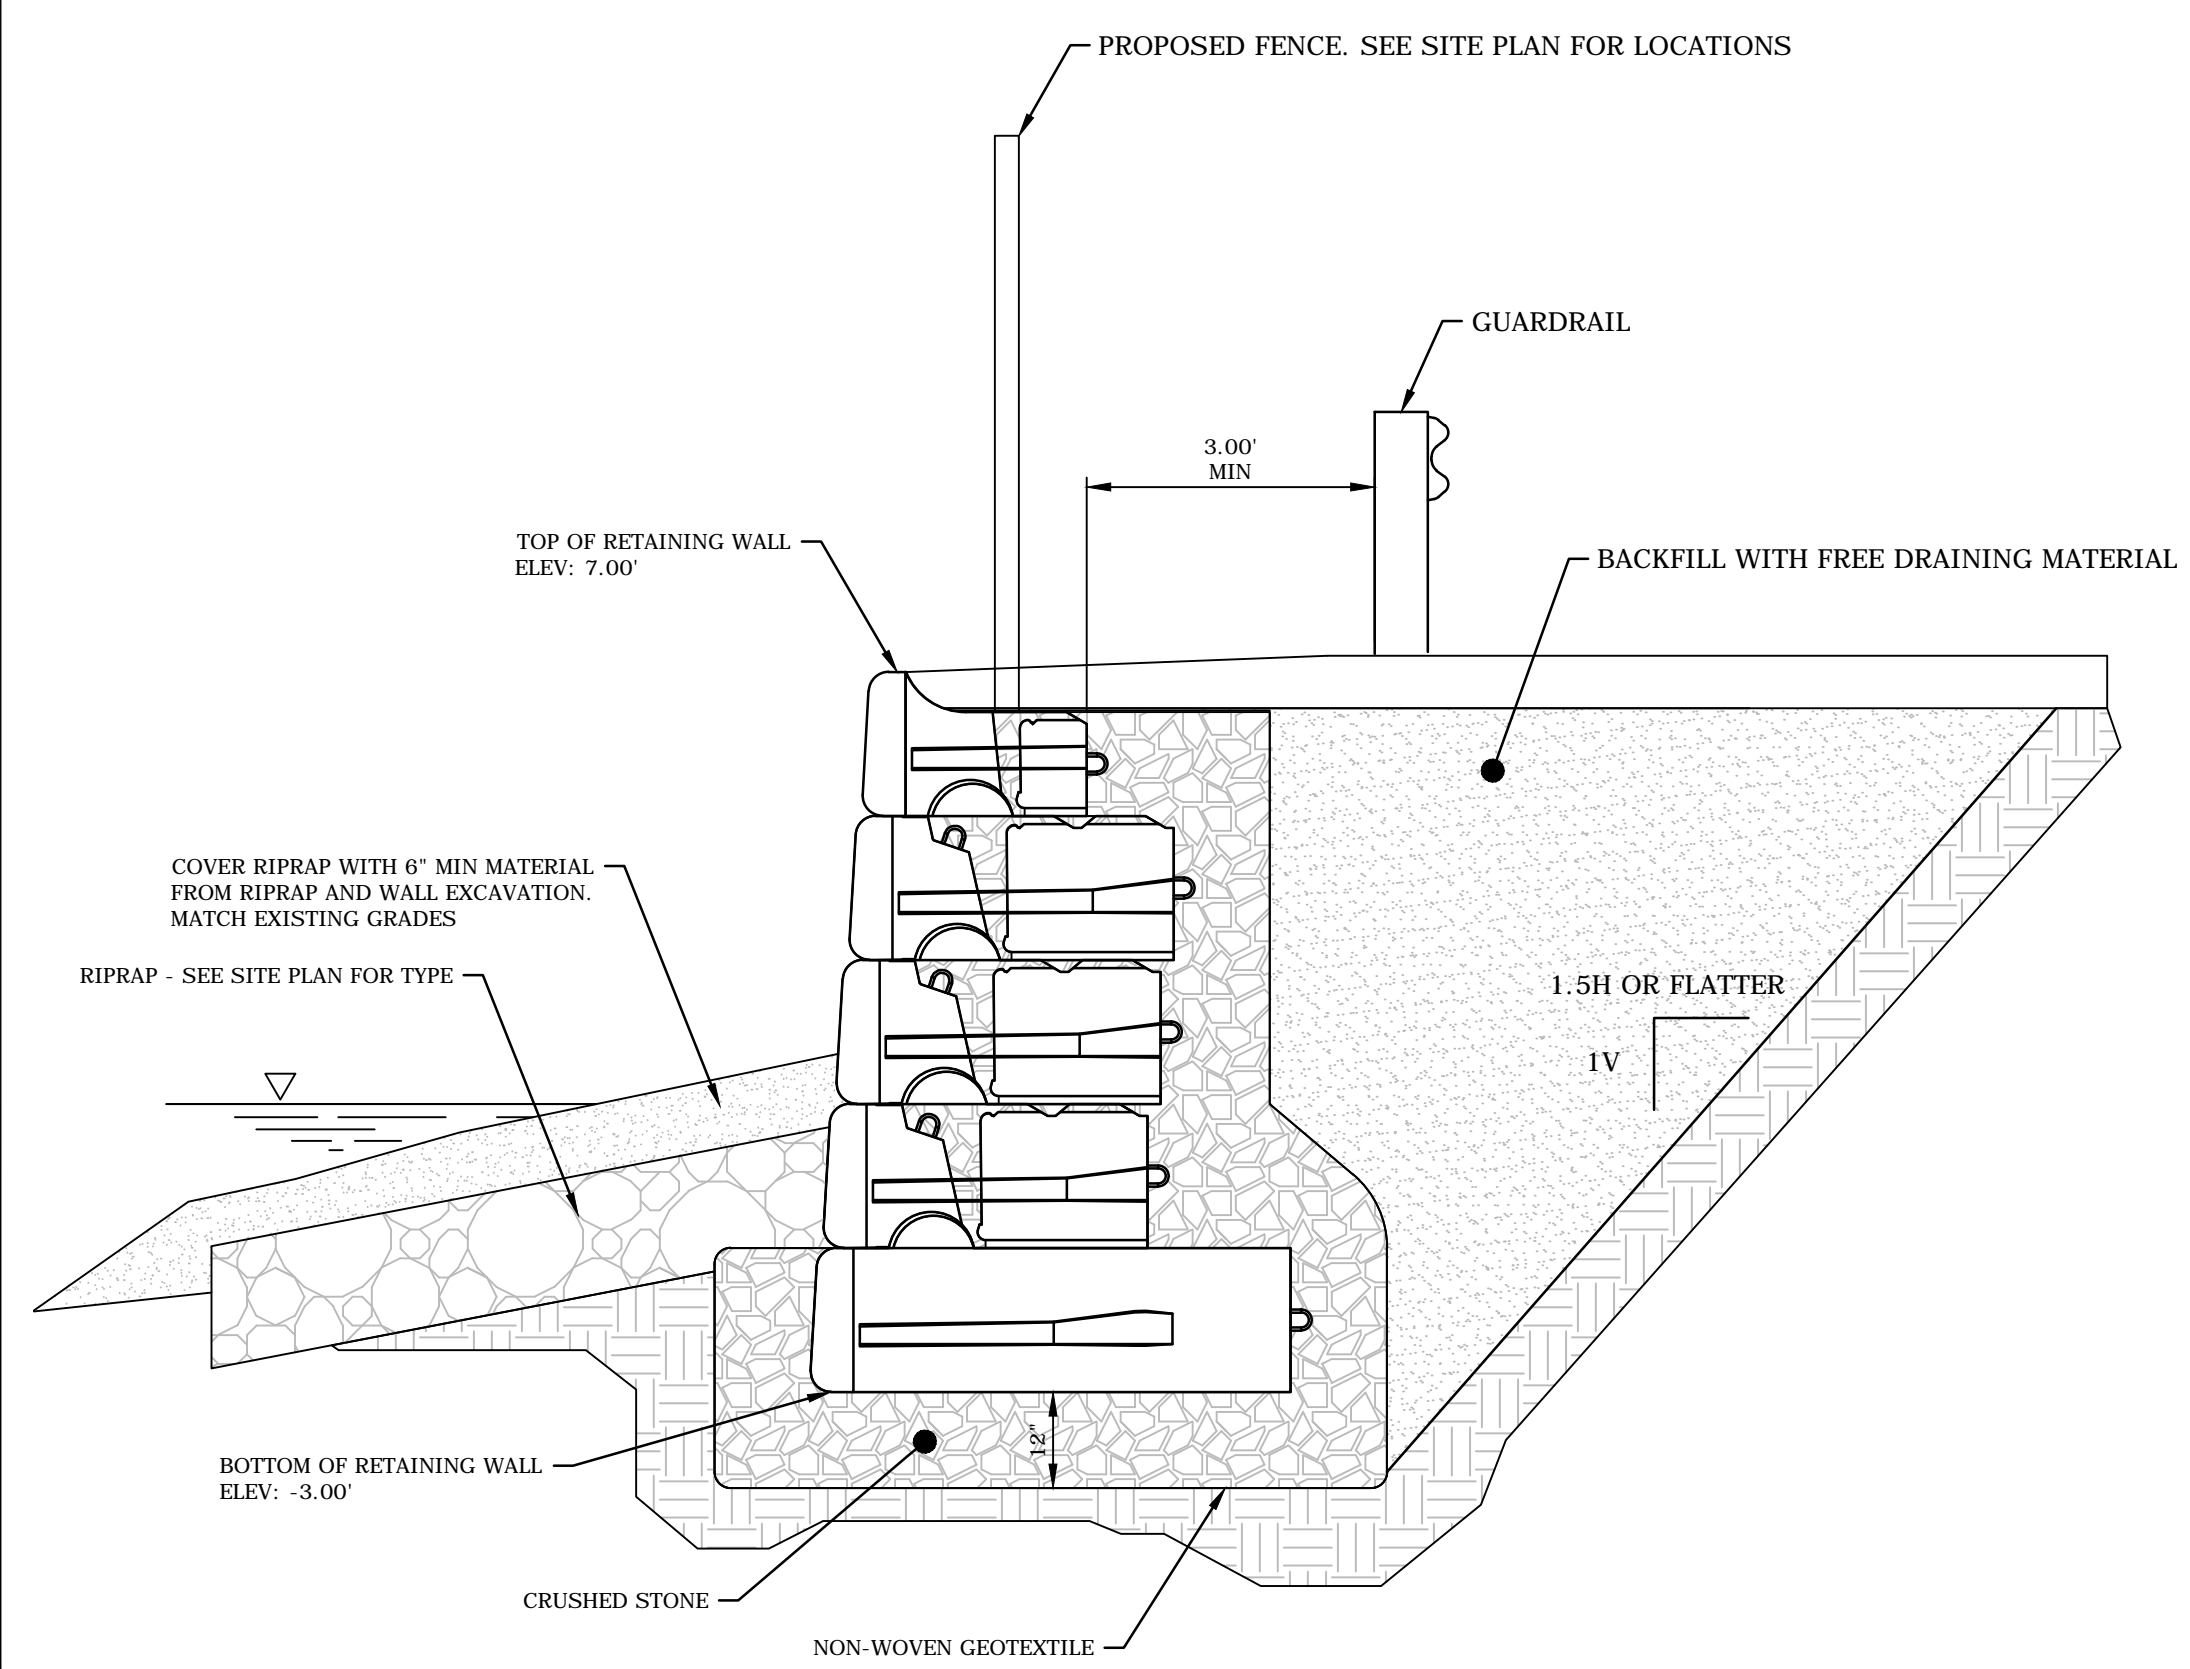 PROPOSED FENCE. SEE SITE PLAN FOR LOCATIONS
GUARDRAIL
3.00'
MIN
TOP OF RETAINING WALL
ELEV: 7.00'
BACKFILL WITH FREE DRAINING MATERIAL
COVER RIPRAP WITH 6" MIN MATERIAL
FROM RIPRAP AND WALL EXCAVATION.
MATCH EXISTING GRADES
RIPRAP - SEE SITE PLAN FOR TYPE
1.5H OR FLATTER
1V
12"
BOTTOM OF RETAINING WALL
ELEV: -3.00'
CRUSHED STONE
NON-WOVEN GEOTEXTILE